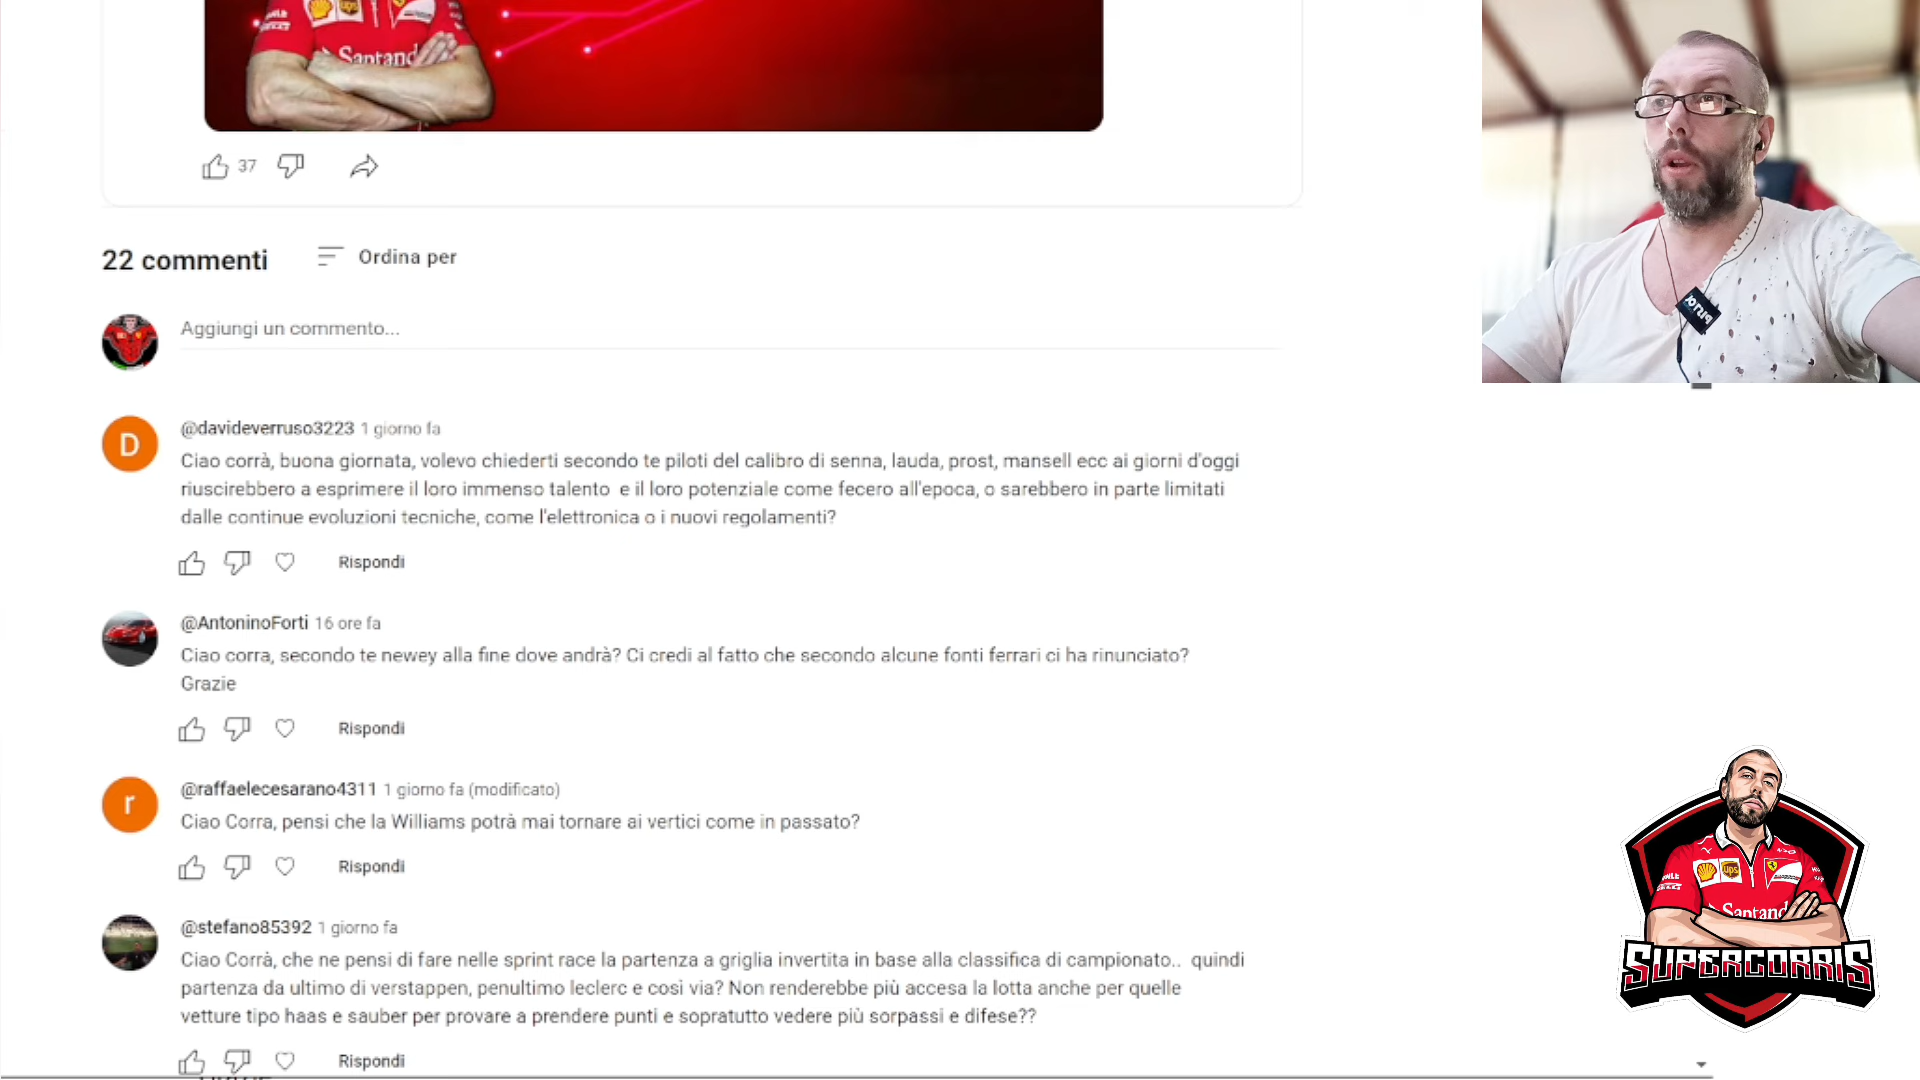 Santand
37
22 commenti
Ordina per
Aggiungi un commento...
D
@davideverruso3223 1 giorno fa
Ciao corrà, buona giornata, volevo chiederti secondo te piloti del calibro di senna, lauda, prost, mansell ecc ai giorni d'oggi
riuscirebbero a esprimere il loro immenso talento e il loro potenziale come fecero all'epoca, o sarebbero in parte limitati
dalle continue evoluzioni tecniche, come l'elettronica o i nuovi regolamenti?
Rispondi
@AntoninoForti 16 ore fa
Ciao corra, secondo te newey alla fine dove andrà? Ci credi al fatto che secondo alcune fonti ferrari ci ha rinunciato?
Grazie
Rispondi
r
@raffaelecesarano4311 1 giorno fa (modificato)
Ciao Corra, pensi che la Williams potrà mai tornare ai vertici come in passato?
Rispondi
@stefano85392 1 giorno fa
Ciao Corrà, che ne pensi di fare nelle sprint race la partenza a griglia invertita in base alla classifica di campionato.. quindi
partenza da ultimo di verstappen, penultimo leclerc e così via? Non renderebbe più accesa la lotta anche per quelle
vetture tipo haas e sauber per provare a prendere punti e sopratutto vedere più sorpassi e difese??
Rispondi
ups
Santand
SUPERCORRIS